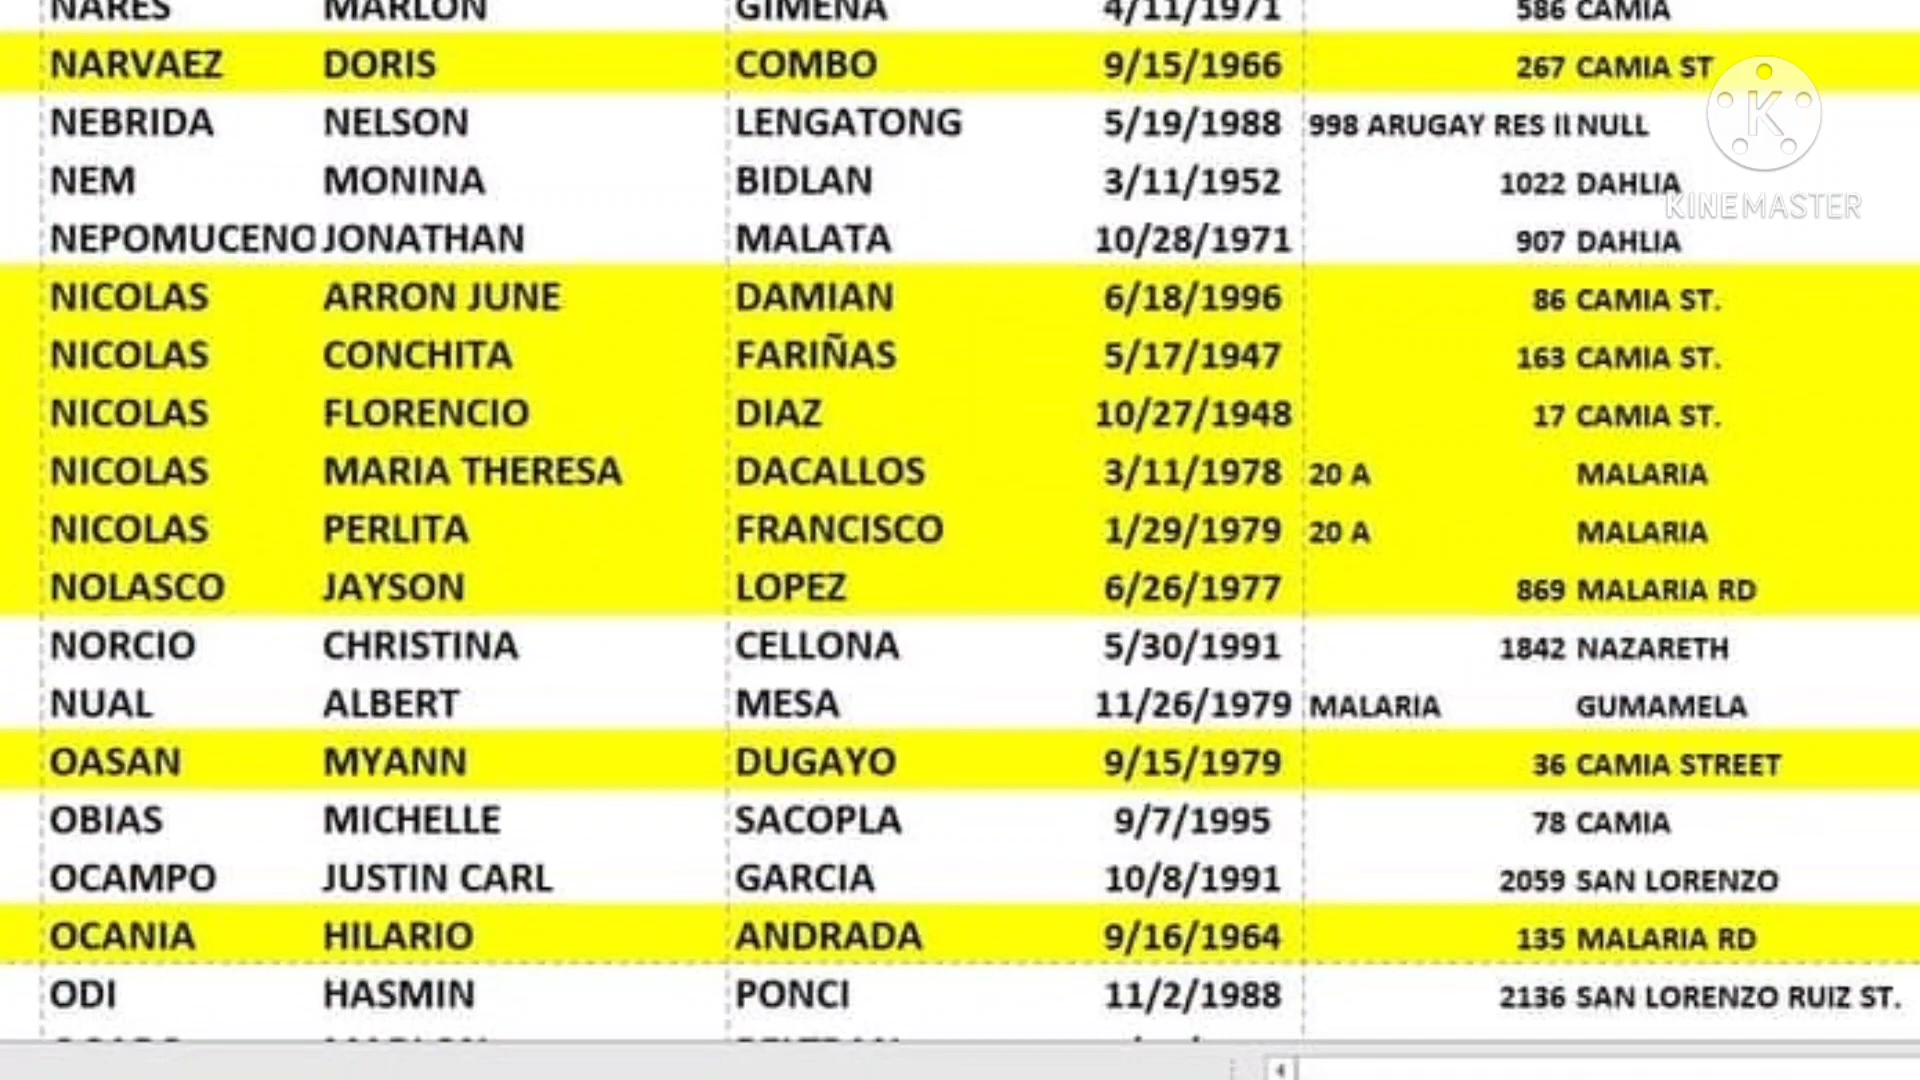 NARES MARLON GIMENA 4/11/1971 586 CAMIA
NARVAEZ DORIS COMBO 9/15/1966 267 CAMIA ST
NEBRIDA NELSON LENGATONG 5/19/1988 998 ARUGAY RES II NULL
NEM MONINA BIDLAN 3/11/1952 1022 DAHLIA
KINEMASTER
NEPOMUCENO JONATHAN MALATA 10/28/1971 907 DAHLIA
NICOLAS ARRON JUNE DAMIAN 6/18/1996 86 CAMIA ST.
NICOLAS CONCHITA FARIÑAS 5/17/1947 163 CAMIA ST.
NICOLAS FLORENCIO DIAZ 10/27/1948 17 CAMIA ST.
NICOLAS MARIA THERESA DACALLOS 3/11/1978 20 A MALARIA
NICOLAS PERLITA FRANCISCO 1/29/1979 20 A MALARIA
NOLASCO JAYSON LOPEZ 6/26/1977 869 MALARIA RD
NORCIO CHRISTINA CELLONA 5/30/1991 1842 NAZARETH
NUAL ALBERT MESA 11/26/1979 MALARIA GUMAMELA
OASAN MYANN DUGAYO 9/15/1979 36 CAMIA STREET
OBIAS MICHELLE SACOPLA 9/7/1995 78 CAMIA
OCAMPO JUSTIN CARL GARCIA 10/8/1991 2059 SAN LORENZO
OCANIA HILARIO ANDRADA 9/16/1964 135 MALARIA RD
ODI HASMIN PONCI 11/2/1988 2136 SAN LORENZO RUIZ ST.